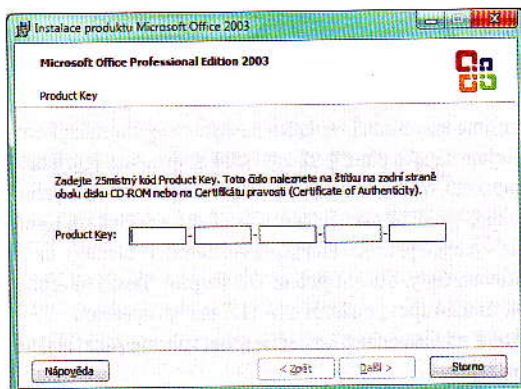 Instalace produktu Microsoft Office 2003
Microsoft Office Professional Edition 2003
Product Key
Zadejte 25místný kód Product Key. Toto číslo naleznete na štítku na zadní straně
obalu disku CD-ROM nebo na Certifikátu pravosti (Certificate of Authenticity).
Product Key:
- - - -
Nápověda
< Zpět
Další >
Storno